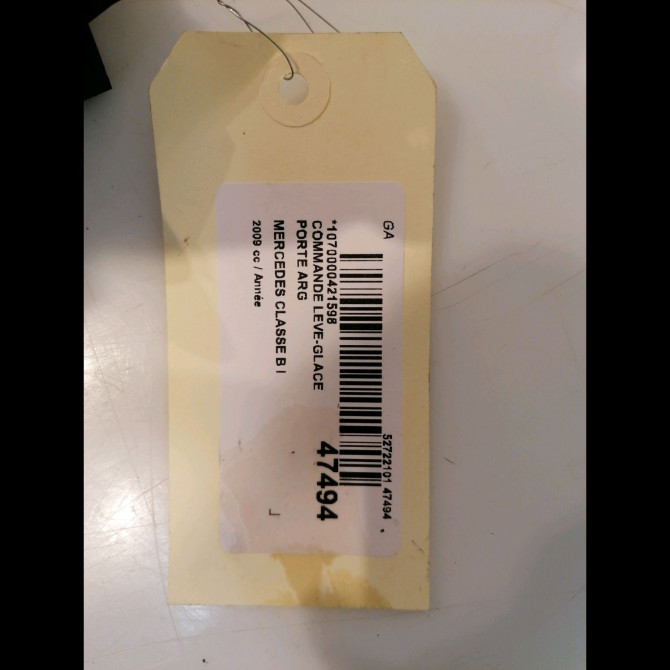 GA
52722101 47494
*1070000421598
COMMANDE LEVE-GLACE
PORTE ARG
47494
MERCEDES CLASSE B I
2009 cc / Année